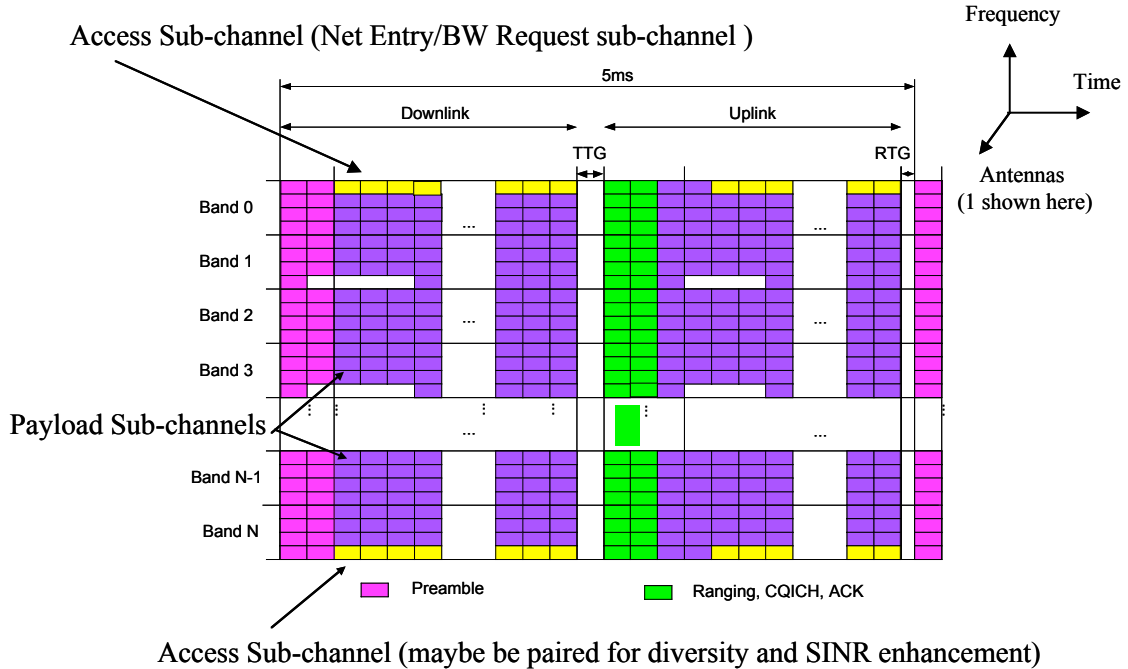 Frequency
Access Sub-channel (Net Entry/BW Request sub-channel )
5ms
Time
Downlink
Uplink
TTG
RTG
Antennas
(1 shown here)
Band 0
...
...
Band 1
Band 2
...
...
Band 3
Payload Sub-channels
...
...
Band N-1
Band N
Preamble
Ranging, CQICH, ACK
Access Sub-channel (maybe be paired for diversity and SINR enhancement)